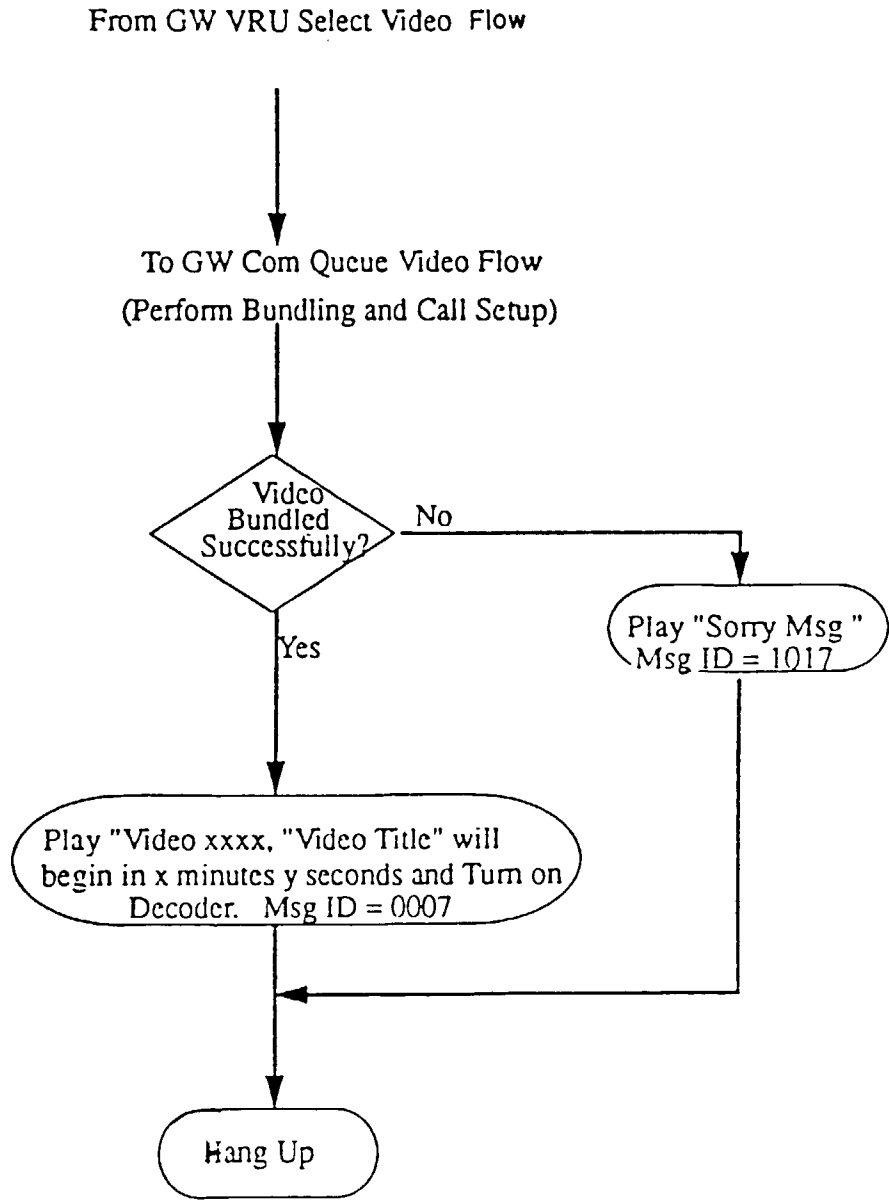 From GW VRU Select Video Flow
To GW Com Queue Video Flow
(Perform Bundling and Call Setup)
Video
Bundled
Successfully?
No
Yes
Play "Sorry Msg "
Msg ID = 1017
Play "Video xxxx, "Video Title" will
begin in x minutes y seconds and Turn on
Decoder. Msg ID = 0007
Hang Up